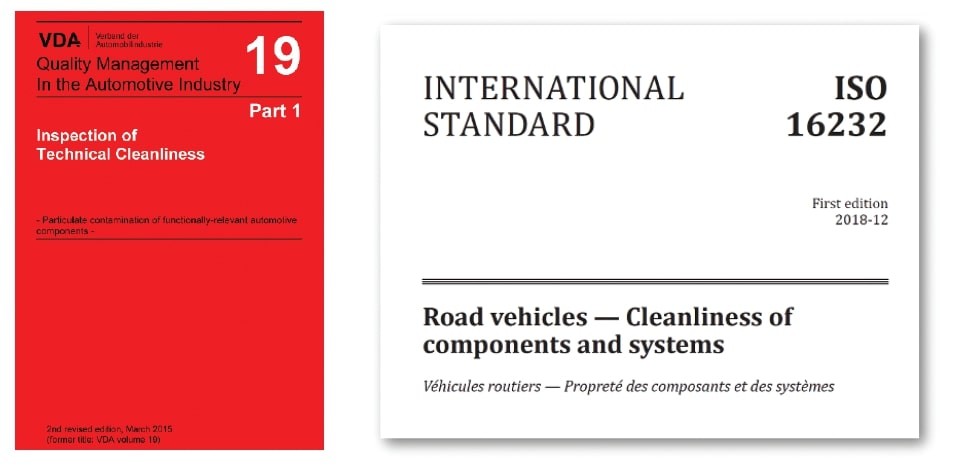 VDA
Verband der
Automobilindustrie
19
Quality Management
In the Automotive Industry
Part 1
Inspection of
Technical Cleanliness
- Particulate contamination of functionally-relevant automotive
components -
2nd revised edition, March 2015
(former title: VDA volume 19)
INTERNATIONAL
STANDARD
ISO
16232
First edition
2018-12
Road vehicles — Cleanliness of
components and systems
Véhicules routiers — Propreté des composants et des systèmes